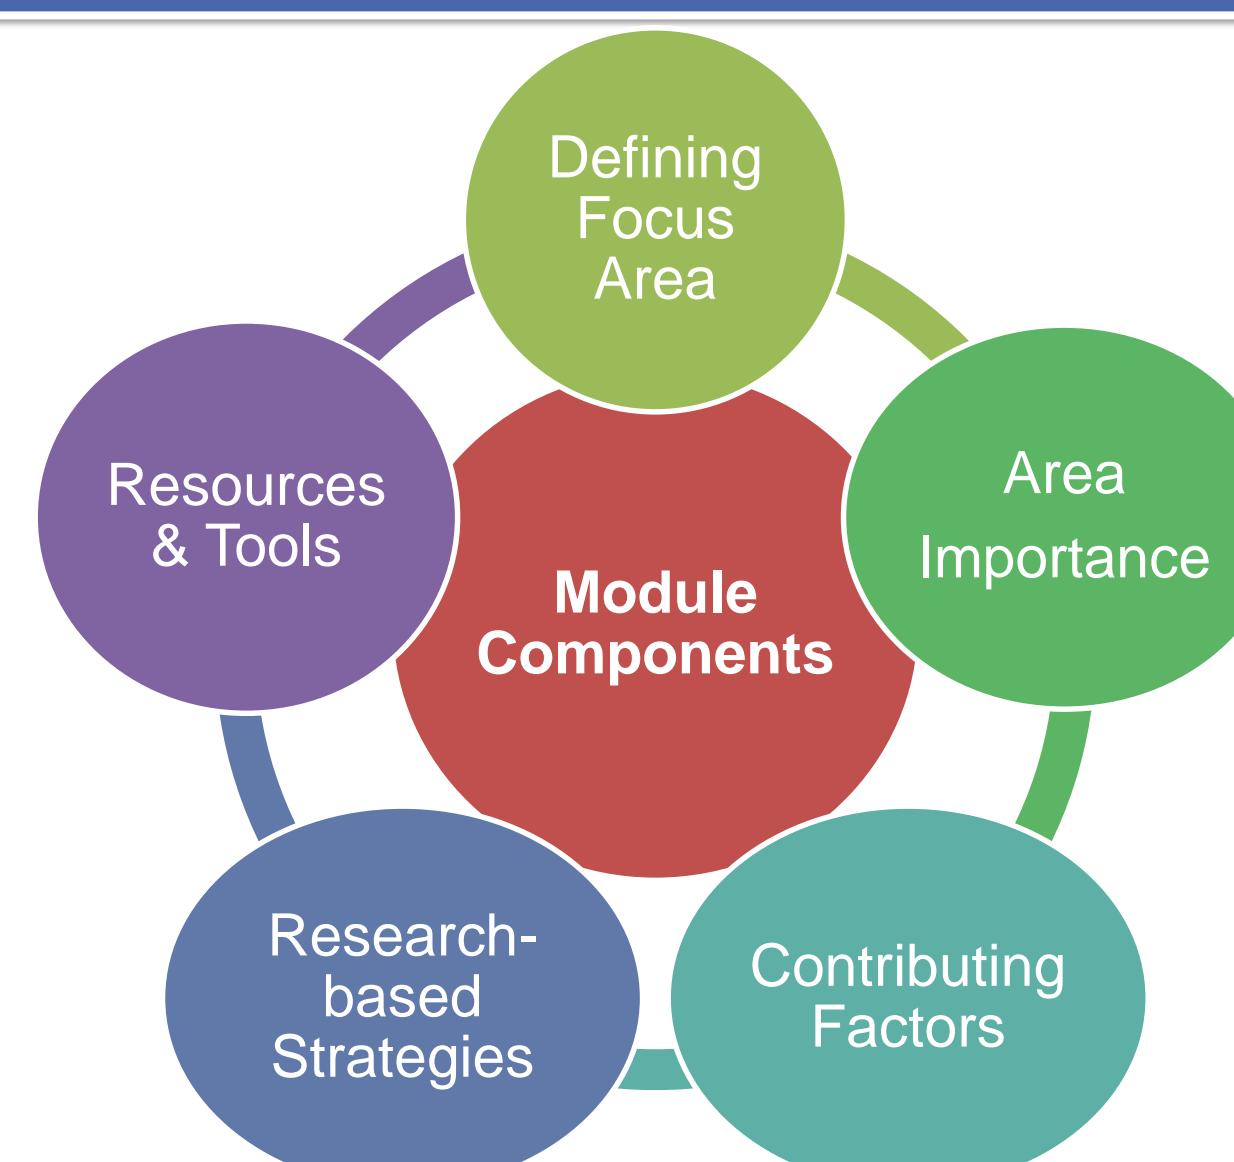 Defining
Focus
Area
Area
Importance
Contributing
Factors
Research-
based
Strategies
Resources
& Tools
Module
Components